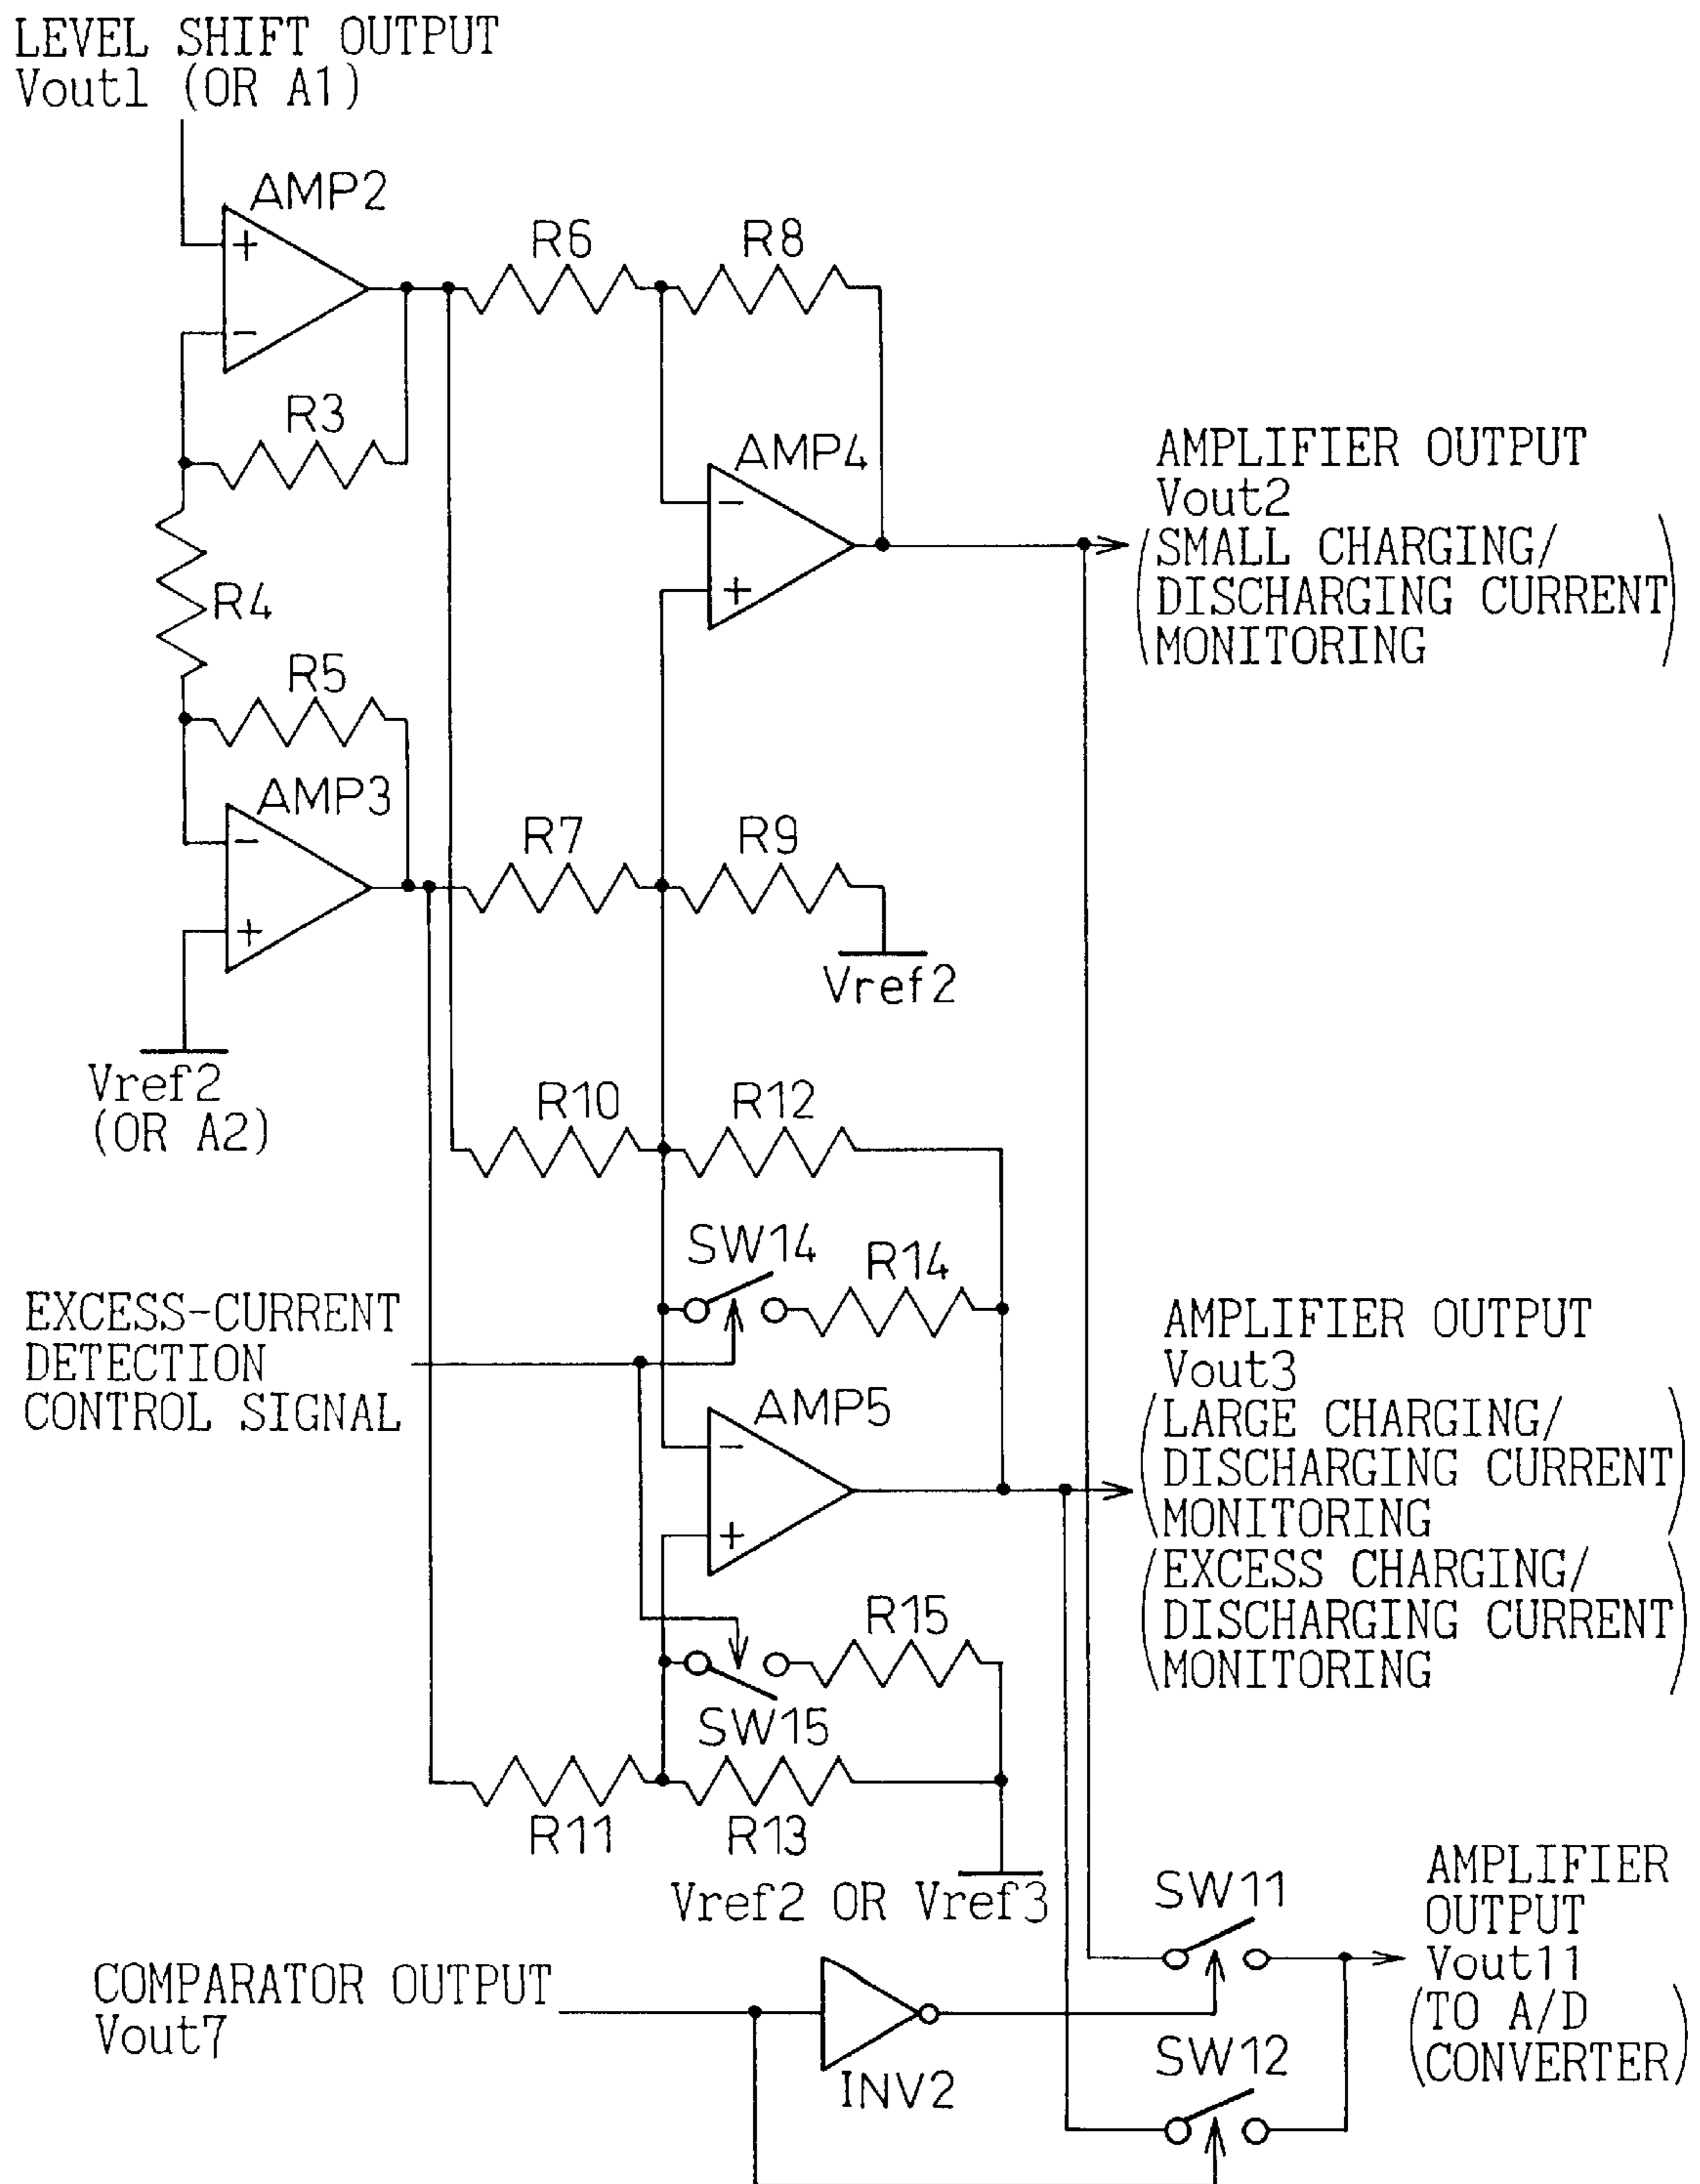 LEVEL SHIFT OUTPUT
Vout1 (OR A1)
AMP2
+
−
R6
R8
R3
AMP4
−
+
AMPLIFIER OUTPUT
Vout2
(SMALL CHARGING/
DISCHARGING CURRENT
MONITORING)
R4
R5
AMP3
−
+
R7
R9
Vref2
Vref2
(OR A2)
R10
R12
SW14
R14
EXCESS-CURRENT
DETECTION
CONTROL SIGNAL
AMP5
−
+
AMPLIFIER OUTPUT
Vout3
(LARGE CHARGING/
DISCHARGING CURRENT
MONITORING)
(EXCESS CHARGING/
DISCHARGING CURRENT
MONITORING)
R15
SW15
R11
R13
Vref2 OR Vref3
SW11
AMPLIFIER
OUTPUT
Vout11
(TO A/D
CONVERTER)
COMPARATOR OUTPUT
Vout7
INV2
SW12